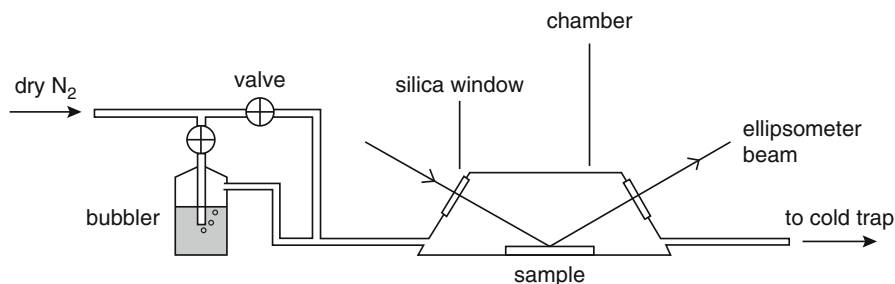 chamber
dry N₂
valve
silica window
ellipsometer
beam
bubbler
to cold trap
sample